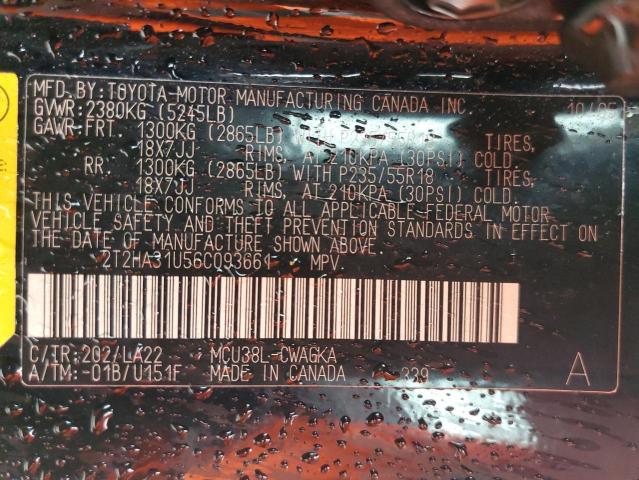 MFD. BY: TOYOTA MOTOR MANUFACTURING CANADA INC 10/05
GVWR: 2380KG (5245LB)
GAWR: FRT. 1300KG (2865LB) TIRES,
18X7JJ RIMS, AT 210KPA (30PSI) COLD.
RR. 1300KG (2865LB) WITH P235/55R18 TIRES,
18X7JJ RIMS, AT 210KPA (30PSI) COLD.
THIS VEHICLE CONFORMS TO ALL APPLICABLE FEDERAL MOTOR
VEHICLE SAFETY AND THEFT PREVENTION STANDARDS IN EFFECT ON
THE DATE OF MANUFACTURE SHOWN ABOVE.
2T2HA31U56C093661 MPV
C/TR: 202/LA22 MCU38L-CWAGKA
A/TM: -01B/U151F MADE IN CANADA 339 A